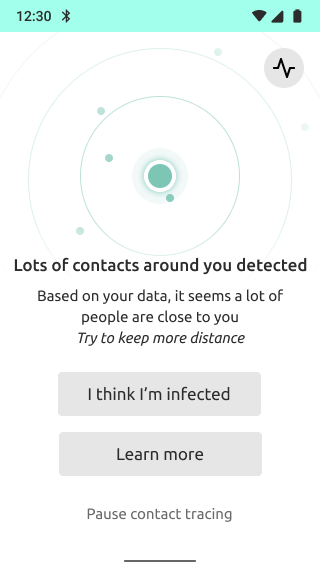 12:30
Lots of contacts around you detected
Based on your data, it seems a lot of
people are close to you
Try to keep more distance
I think I’m infected
Learn more
Pause contact tracing